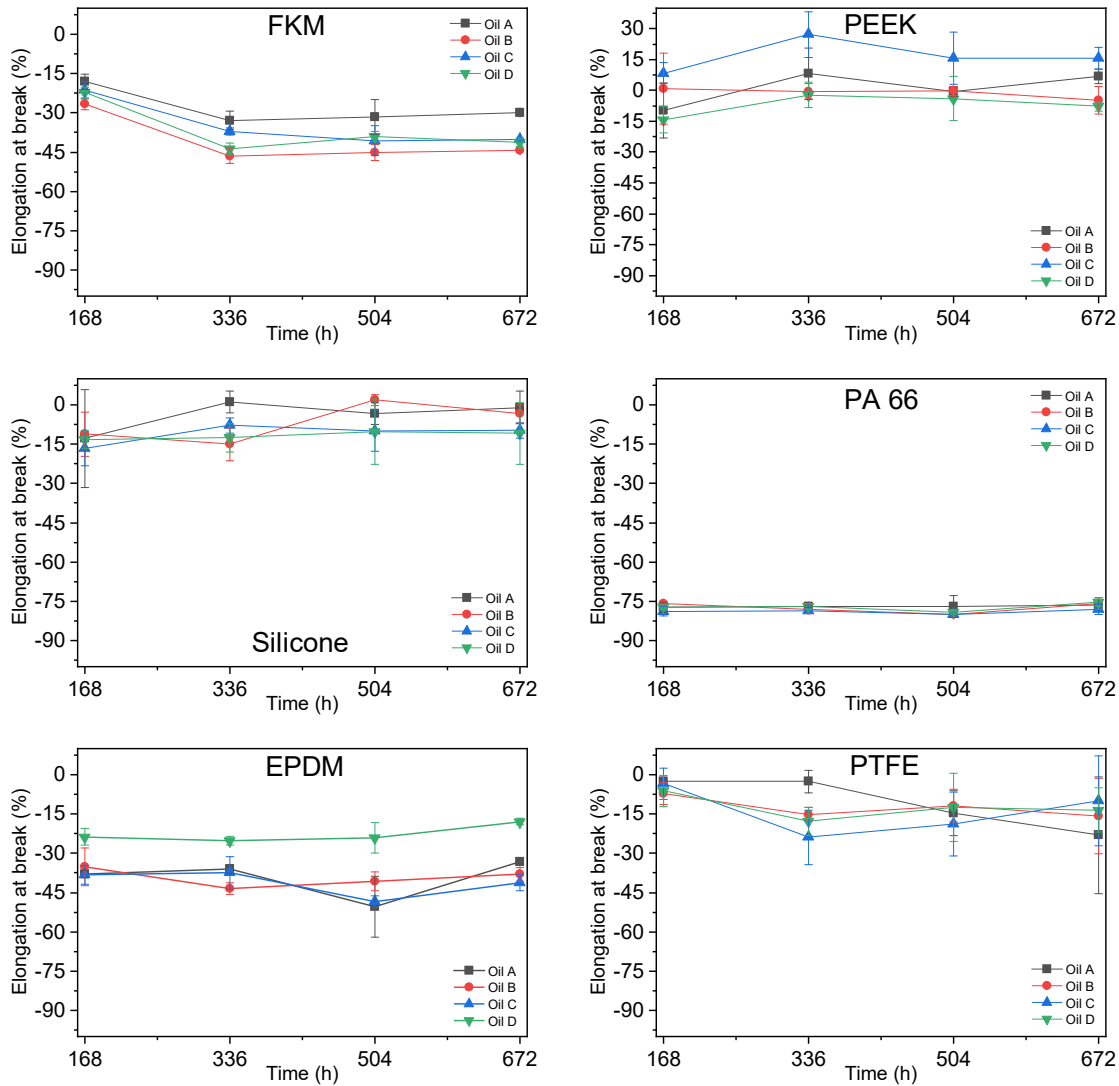 FKM
Oil A
Oil B
Oil C
Oil D
0
-15
-30
-45
-60
-75
-90
Elongation at break (%)
168
336
504
672
Time (h)
PEEK
30
15
0
-15
30
45
-60
-75
-90
Elongation at break (%)
Oil A
Oil B
Oil C
Oil D
168
336
504
672
Time (h)
0
-15
-30
-45
-60
-75
-90
Elongation at break (%)
Silicone
Oil A
Oil B
Oil C
Oil D
168
336
504
672
Time (h)
PA 66
Oil A
Oil B
Oil C
Oil D
0
-15
-30
-45
-60
-75
-90
Elongation at break (%)
168
336
504
672
Time (h)
EPDM
0
-15
-30
-45
-60
-75
-90
Elongation at break (%)
Oil A
Oil B
Oil C
Oil D
168
336
504
672
Time (h)
PTFE
0
-15
-30
-45
-60
-75
-90
Elongation at break (%)
Oil A
Oil B
Oil C
Oil D
168
336
504
672
Time (h)